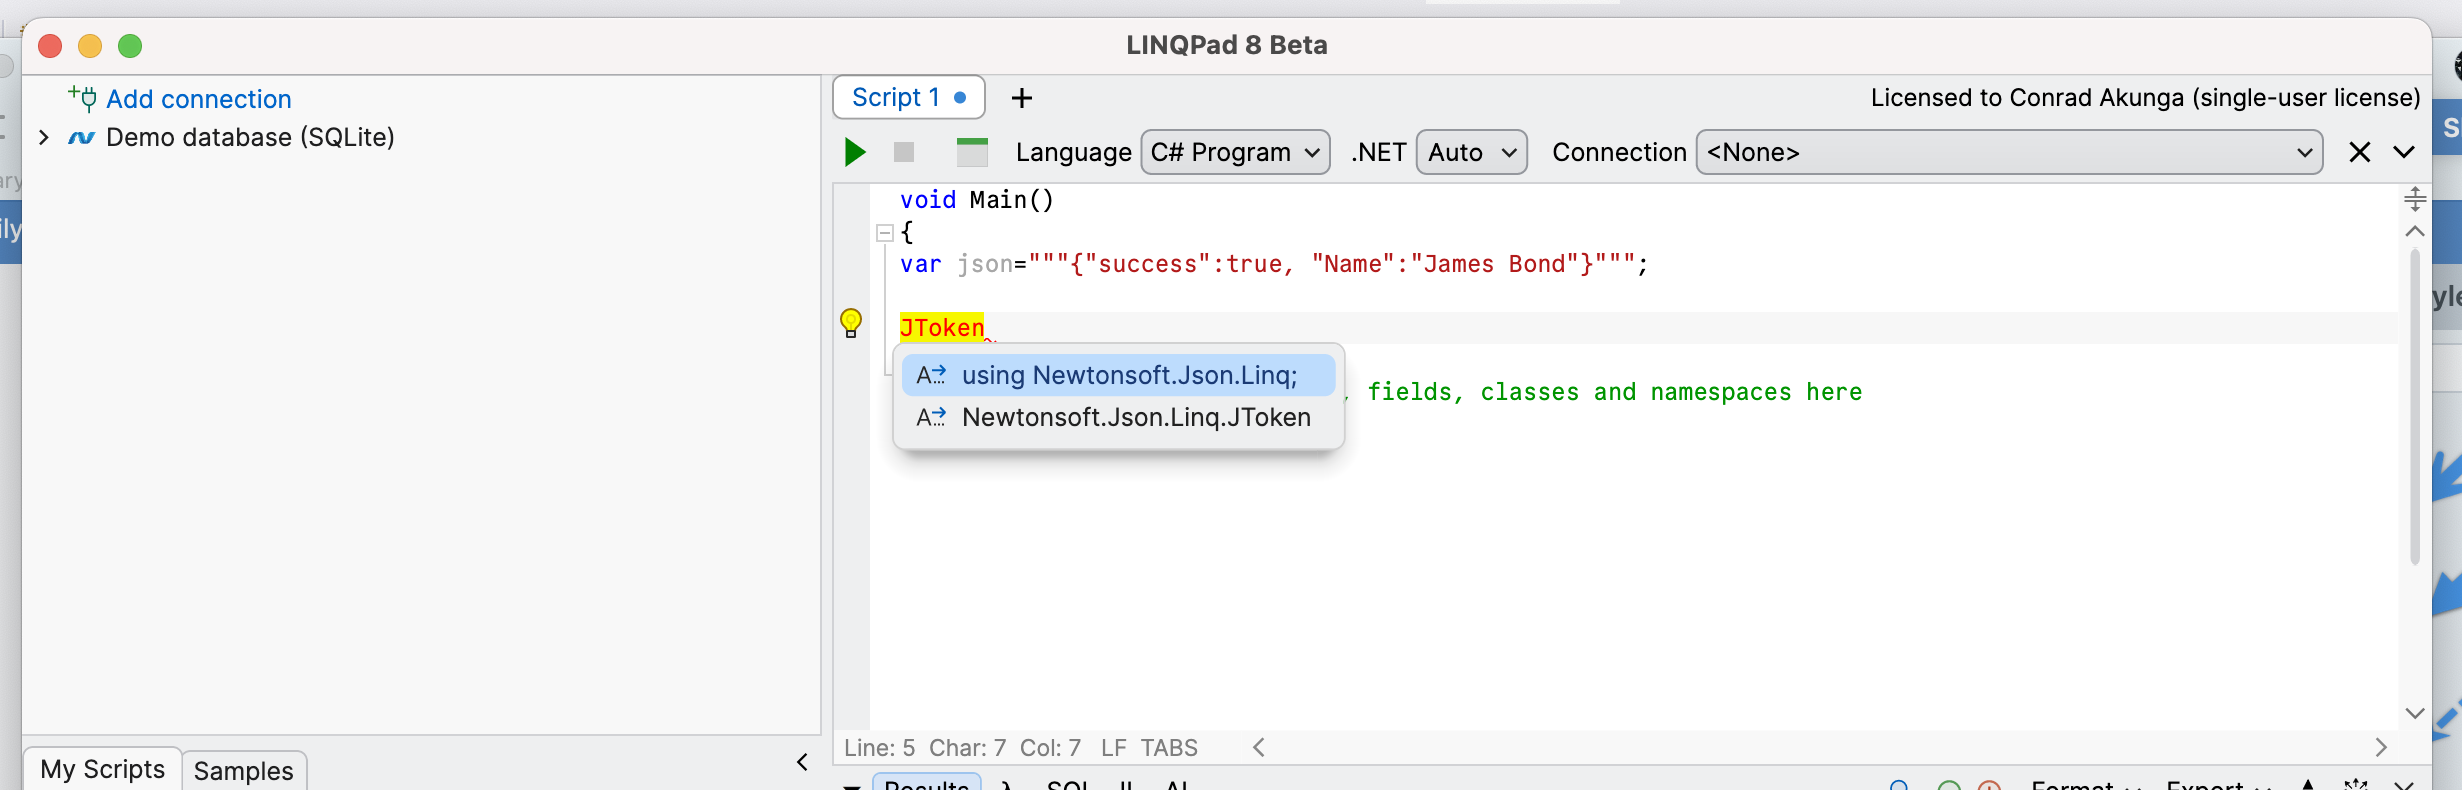 LINQPad 8 Beta
Add connection
Demo database (SQLite)
Script 1
Licensed to Conrad Akunga (single-user license)
Language C# Program .NET Auto Connection <None>
void Main()
{
var json="""{"success":true, "Name":"James Bond"}""";
JToken
using Newtonsoft.Json.Linq;
, fields, classes and namespaces here
Newtonsoft.Json.Linq.JToken
Line: 5 Char: 7 Col: 7 LF TABS
My Scripts Samples
Results λ SQL IL AI
Format Export